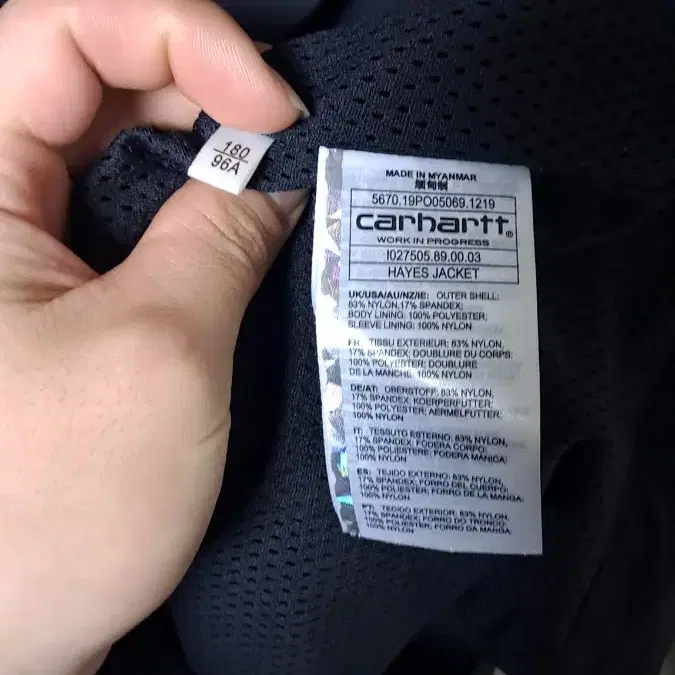 180
96A
MADE IN MYANMAR
缅甸制
5670.19PO05069.1219
carhartt®
WORK IN PROGRESS
I027505.89.00.03
HAYES JACKET
UK/USA/AU/NZ/IE: OUTER SHELL:
83% NYLON,17% SPANDEX;
BODY LINING: 100% POLYESTER;
SLEEVE LINING: 100% NYLON
FR: TISSU EXTERIEUR: 83% NYLON,
17% SPANDEX; DOUBLURE DU CORPS:
100% POLYESTER; DOUBLURE
DE LA MANCHE: 100% NYLON
DE/AT: OBERSTOFF: 83% NYLON,
17% SPANDEX; KOERPERFUTTER:
100% POLYESTER; AERMELFUTTER:
100% NYLON
IT: TESSUTO ESTERNO: 83% NYLON,
17% SPANDEX; FODERA CORPO:
100% POLIESTERE; FODERA MANICA:
100% NYLON
ES: TEJIDO EXTERNO: 83% NYLON,
17% SPANDEX; FORRO DEL CUERPO:
100% POLIESTER; FORRO DE LA MANGA:
100% NYLON
PT: TECIDO EXTERIOR: 83% NYLON,
17% SPANDEX; FORRO DO TRONDO:
100% POLIESTER; FORRO DA MANGA:
100% NYLON